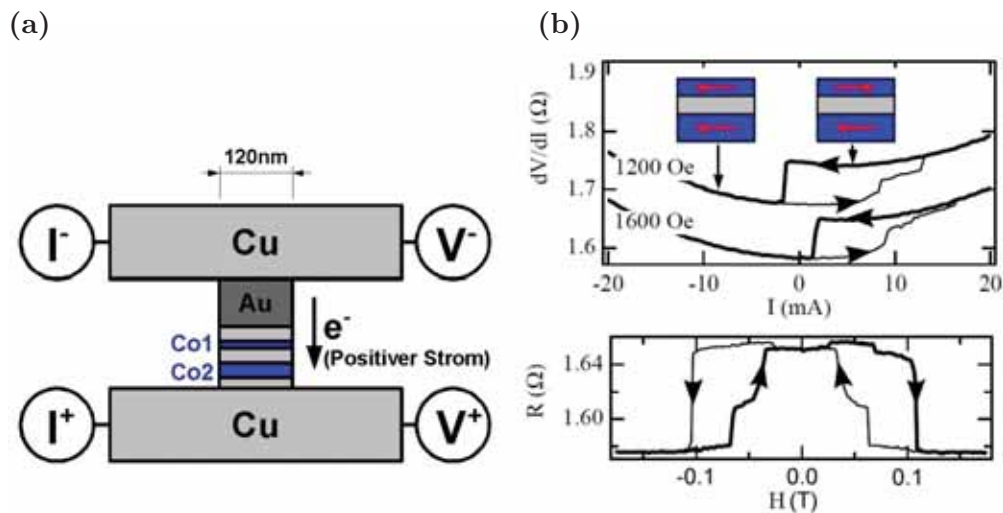 (a)
120nm
I⁻
Cu
V⁻
Au
e⁻
Co1
(Positiver Strom)
Co2
I⁺
Cu
V⁺
(b)
1.9
1.8
1.7
1.6
dV/dI (Ω)
1200 Oe
1600 Oe
-20
-10
0
10
20
I (mA)
1.64
1.60
R (Ω)
-0.1
0.0
0.1
H (T)